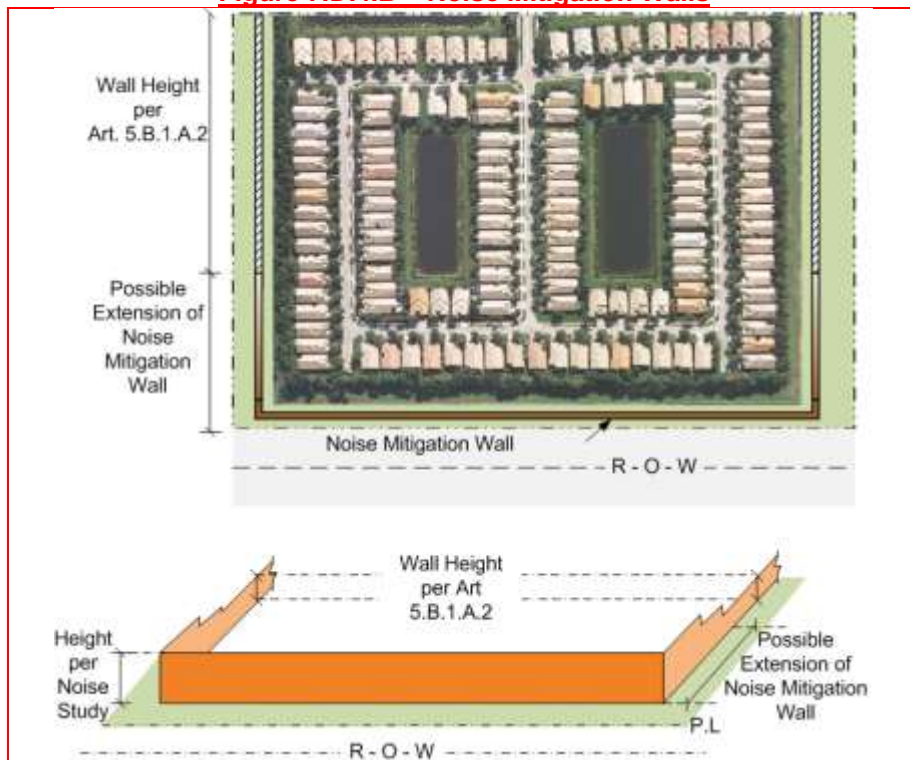 Wall Height
per
Art. 5.B.1.A.2
Possible
Extension of
Noise
Mitigation
Wall
Noise Mitigation Wall
R - O - W
Wall Height
per Art
5.B.1.A.2
Height
per
Noise
Study
Possible
Extension of
Noise Mitigation
Wall
P.L
R - O - W